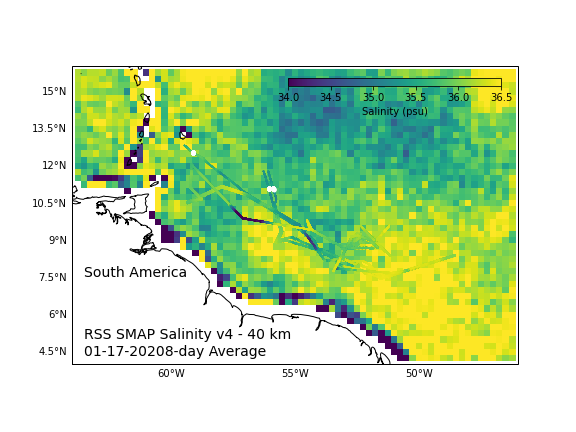 15°N
34.0 34.5 35.0 35.5 36.0 36.5
Salinity (psu)
13.5°N
12°N
10.5°N
9°N
7.5°N
South America
6°N
RSS SMAP Salinity v4 - 40 km
4.5°N
01-17-20208-day Average
60°W 55°W 50°W